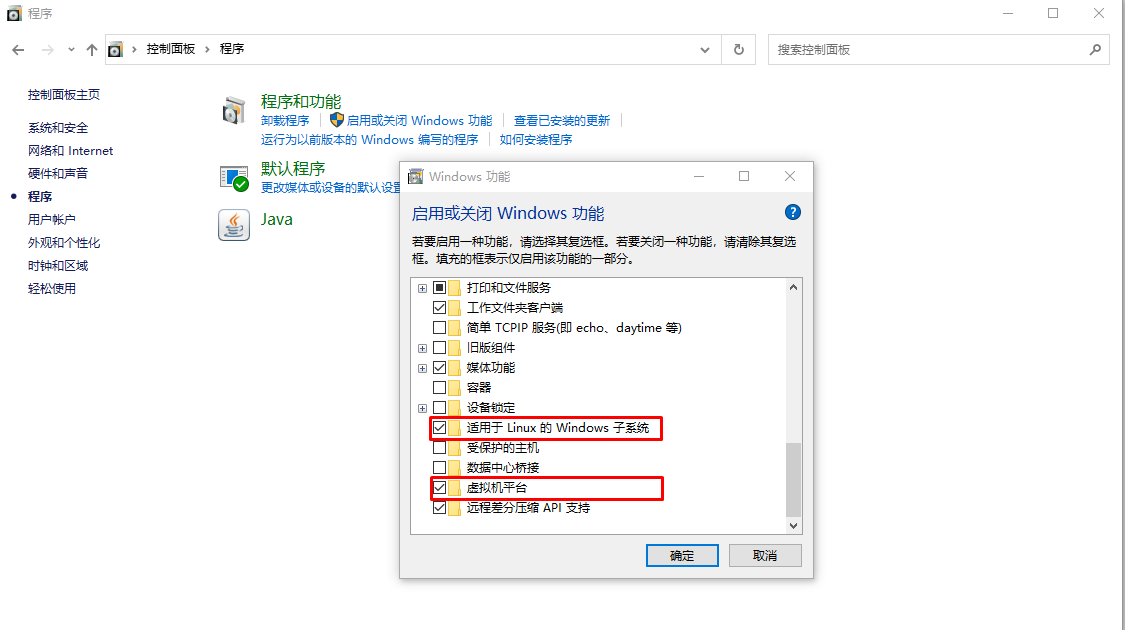 程序
控制面板 程序
搜索控制面板
控制面板主页
系统和安全
网络和 Internet
硬件和声音
程序
用户帐户
外观和个性化
时钟和区域
轻松使用
程序和功能
卸载程序 启用或关闭 Windows 功能 查看已安装的更新
运行为以前版本的 Windows 编写的程序 如何安装程序
默认程序
更改媒体或设备的默认设置
Java
Windows 功能
启用或关闭 Windows 功能
若要启用一种功能，请选择其复选框。若要关闭一种功能，请清除其复选
框。填充的框表示仅启用该功能的一部分。
打印和文件服务
工作文件夹客户端
简单 TCPIP 服务(即 echo、daytime 等)
旧版组件
媒体功能
容器
设备锁定
适用于 Linux 的 Windows 子系统
受保护的主机
数据中心桥接
虚拟机平台
远程差分压缩 API 支持
确定 取消